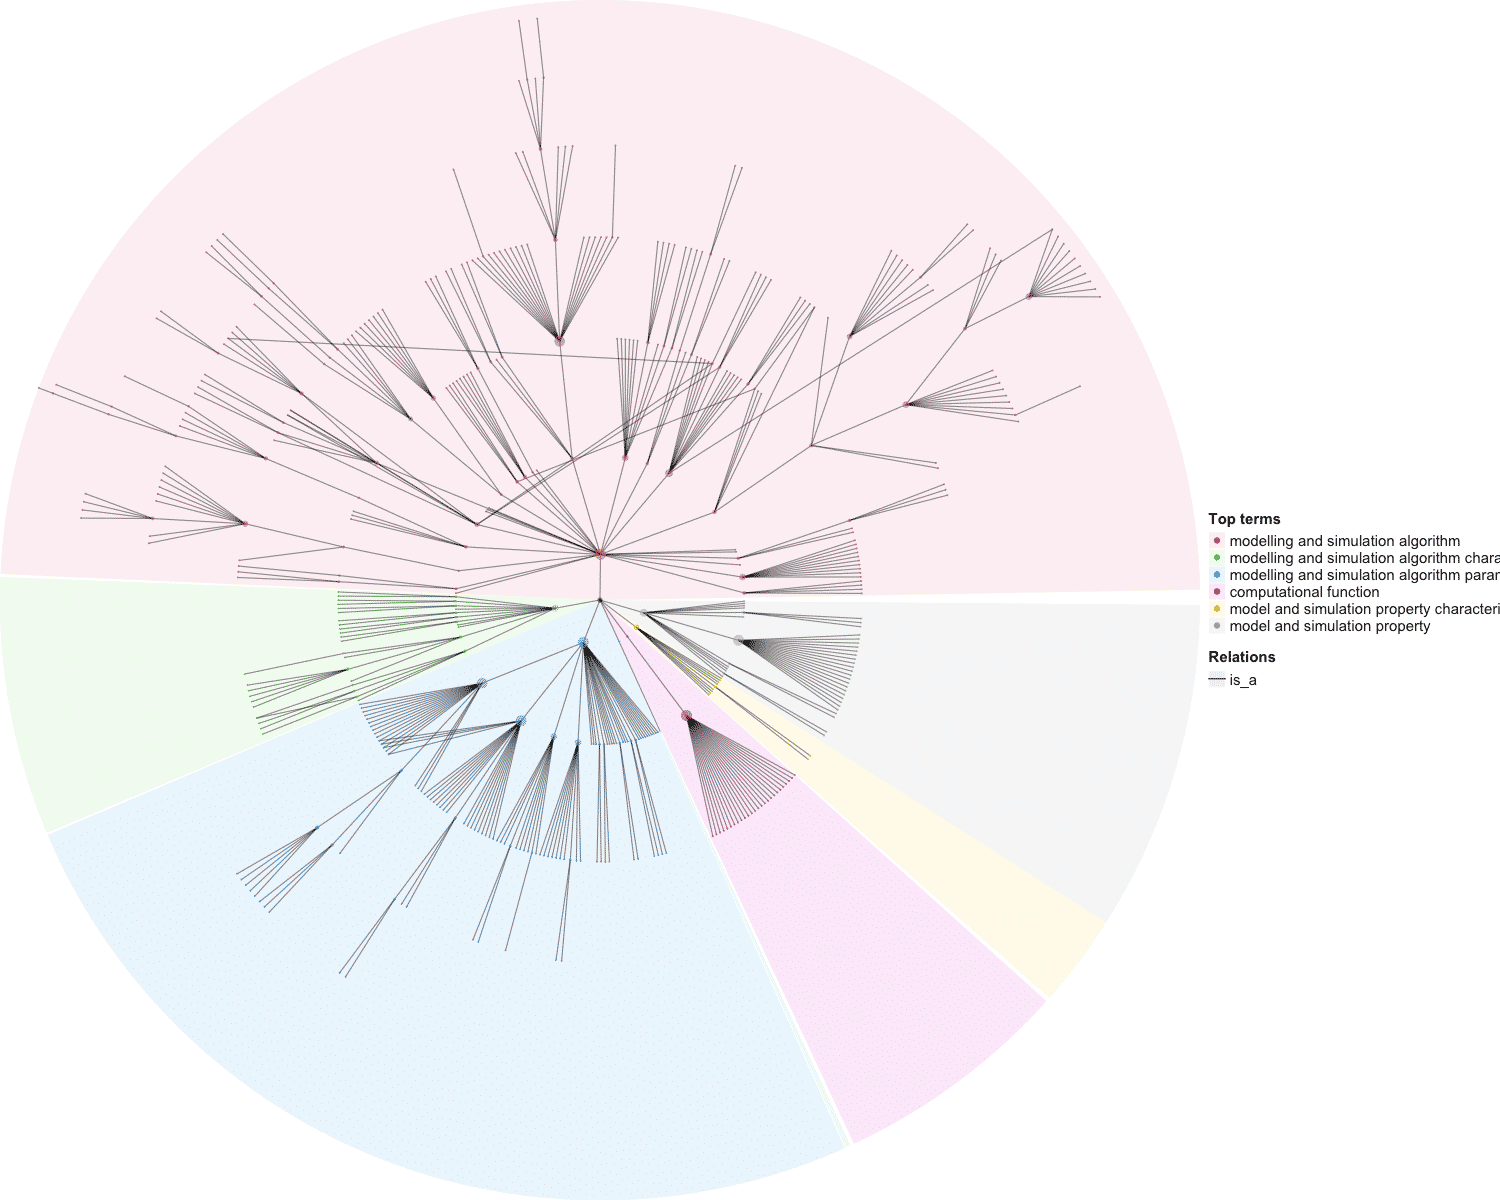 Top terms
modelling and simulation algorithm
modelling and simulation algorithm chara
modelling and simulation algorithm parar
computational function
model and simulation property characteri
model and simulation property
Relations
is_a